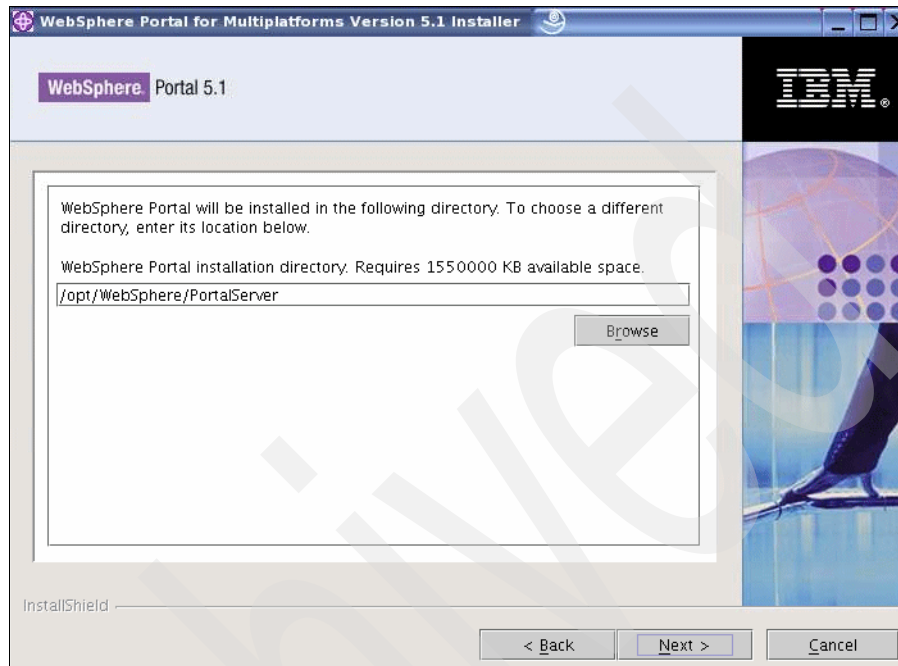 WebSphere Portal for Multiplatforms Version 5.1 Installer
WebSphere. Portal 5.1
IBM®
WebSphere Portal will be installed in the following directory. To choose a different
directory, enter its location below.
WebSphere Portal installation directory. Requires 1550000 KB available space.
/opt/WebSphere/PortalServer
Browse
InstallShield
< Back
Next >
Cancel